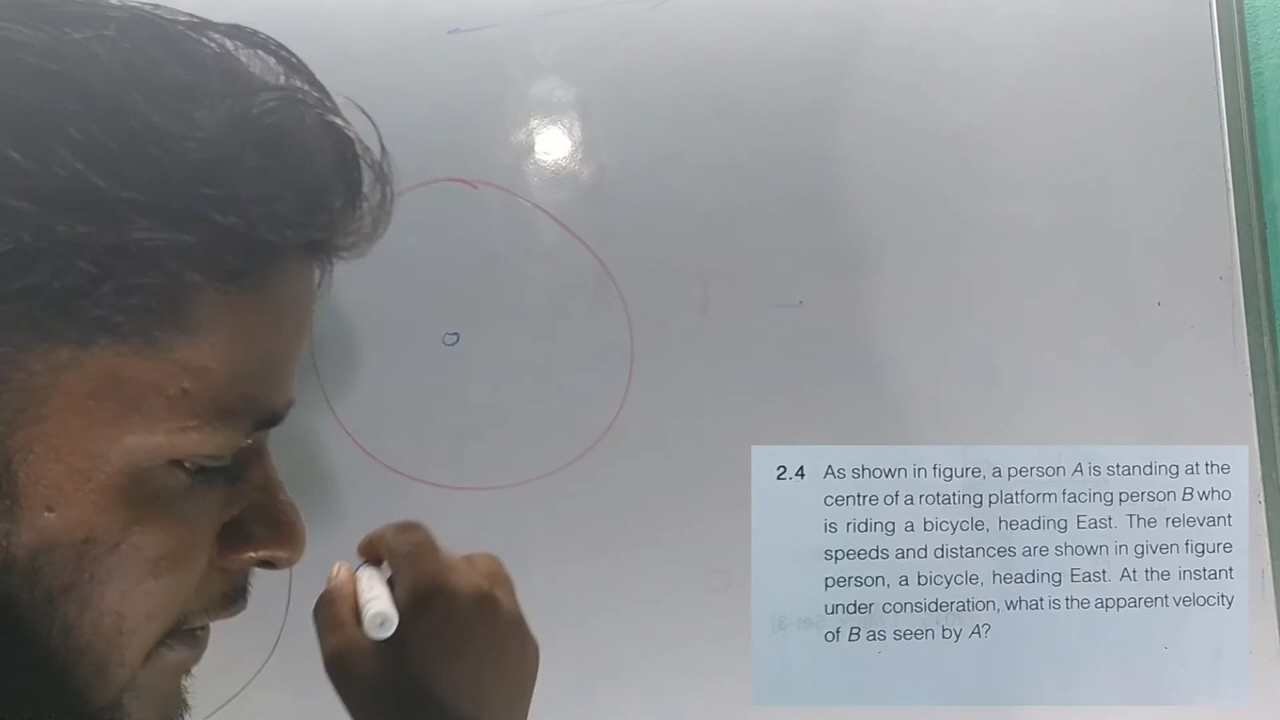 2.4 As shown in figure, a person A is standing at the
centre of a rotating platform facing person B who
is riding a bicycle, heading East. The relevant
speeds and distances are shown in given figure
person, a bicycle, heading East. At the instant
under consideration, what is the apparent velocity
of B as seen by A?